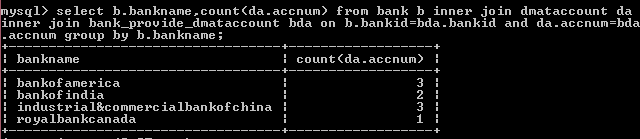 mysql> select b.bankname,count(da.accnum) from bank b inner join dmataccount da
inner join bank_provide_dmataccount bda on b.bankid=bda.bankid and da.accnum=bda
.accnum group by b.bankname;
+------------------------------+------------------+
| bankname                     | count(da.accnum) |
+------------------------------+------------------+
| bankofamerica                |                3 |
| bankofindia                  |                2 |
| industrial&commercialbankofchina |                3 |
| royalbankcanada              |                1 |
+------------------------------+------------------+